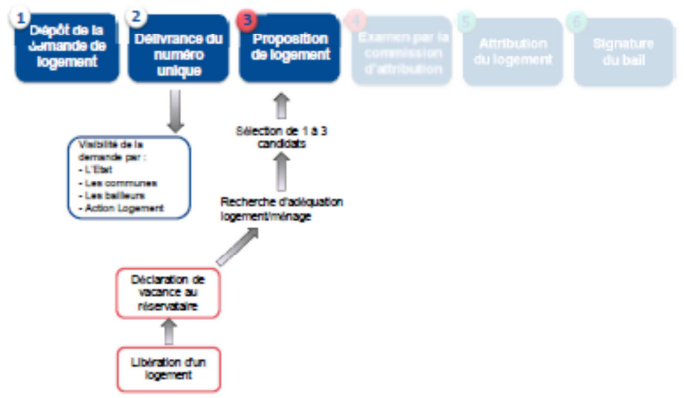 1
Dépôt de la
demande de
logement
2
Délivrance du
numéro
unique
3
Proposition
de logement
4
Examen par la
commission
d'attribution
5
Attribution
du logement
6
Signature
du bail
Visibilité de la
demande par :
- L'Etat
- Les communes
- Les bailleurs
- Action Logement
Sélection de 1 à 3
candidats
Recherche d'adéquation
logement/ménage
Déclaration de
vacance au
réservataire
Libération d'un
logement